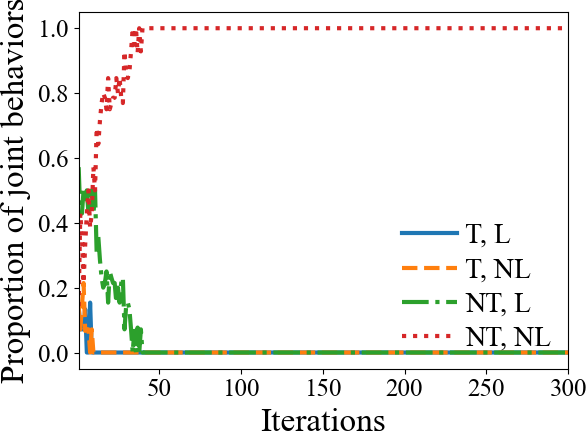 Proportion of joint behaviors
1.0
0.8
0.6
0.4
0.2
0.0
T, L
T, NL
NT, L
NT, NL
50 100 150 200 250 300
Iterations